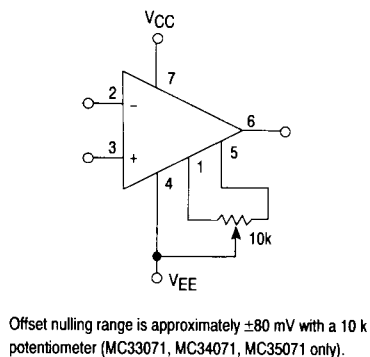 VCC
7
2
-
6
3
+
5
1
4
10k
VEE
Offset nulling range is approximately ±80 mV with a 10 k
potentiometer (MC33071, MC34071, MC35071 only).